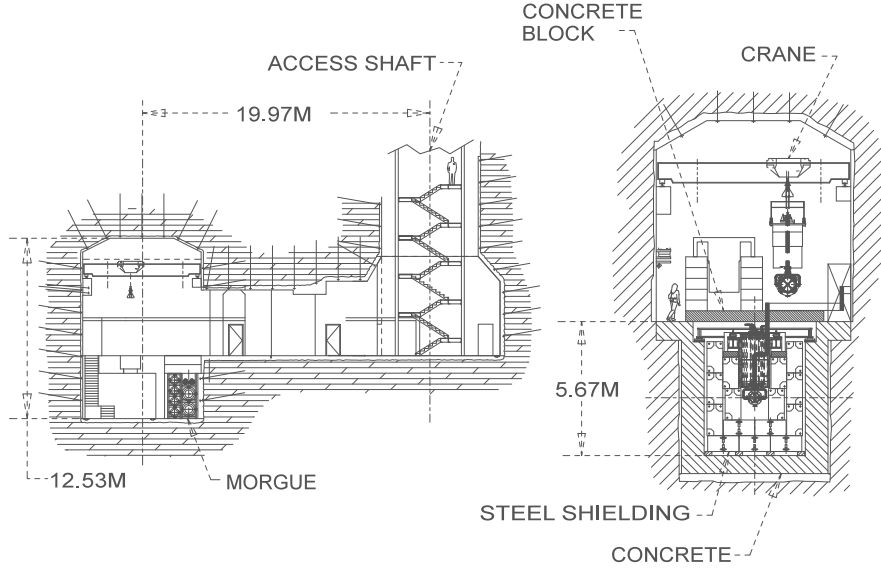 CONCRETE
BLOCK
ACCESS SHAFT
CRANE
19.97M
5.67M
12.53M
MORGUE
STEEL SHIELDING
CONCRETE